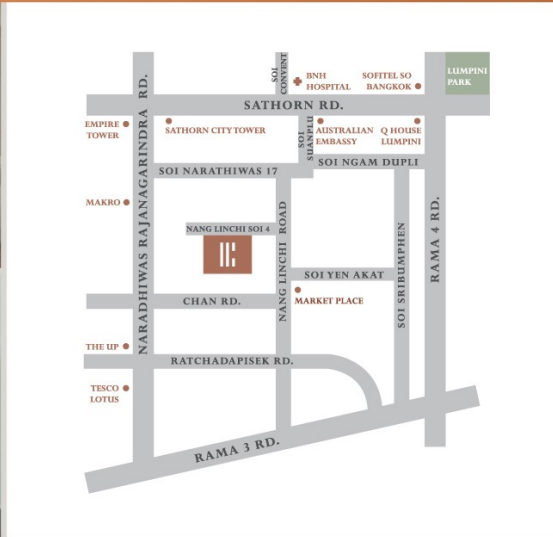 SOI
CONVENT
BNH
HOSPITAL
SOFITEL SO
BANGKOK
LUMPINI
PARK
SATHORN RD.
EMPIRE
TOWER
SATHORN CITY TOWER
SOI
SUANPLU
AUSTRALIAN
EMBASSY
Q HOUSE
LUMPINI
SOI NGAM DUPLI
SOI NARATHIWAS 17
MAKRO
NARADHIWAS RAJANAGARINDRA RD.
NANG LINCHI SOI 4
NANG LINCHI ROAD
RAMA 4 RD.
SOI YEN AKAT
SOI SRIBUMPHEN
CHAN RD.
MARKET PLACE
THE UP
RATCHADAPISEK RD.
TESCO
LOTUS
RAMA 3 RD.